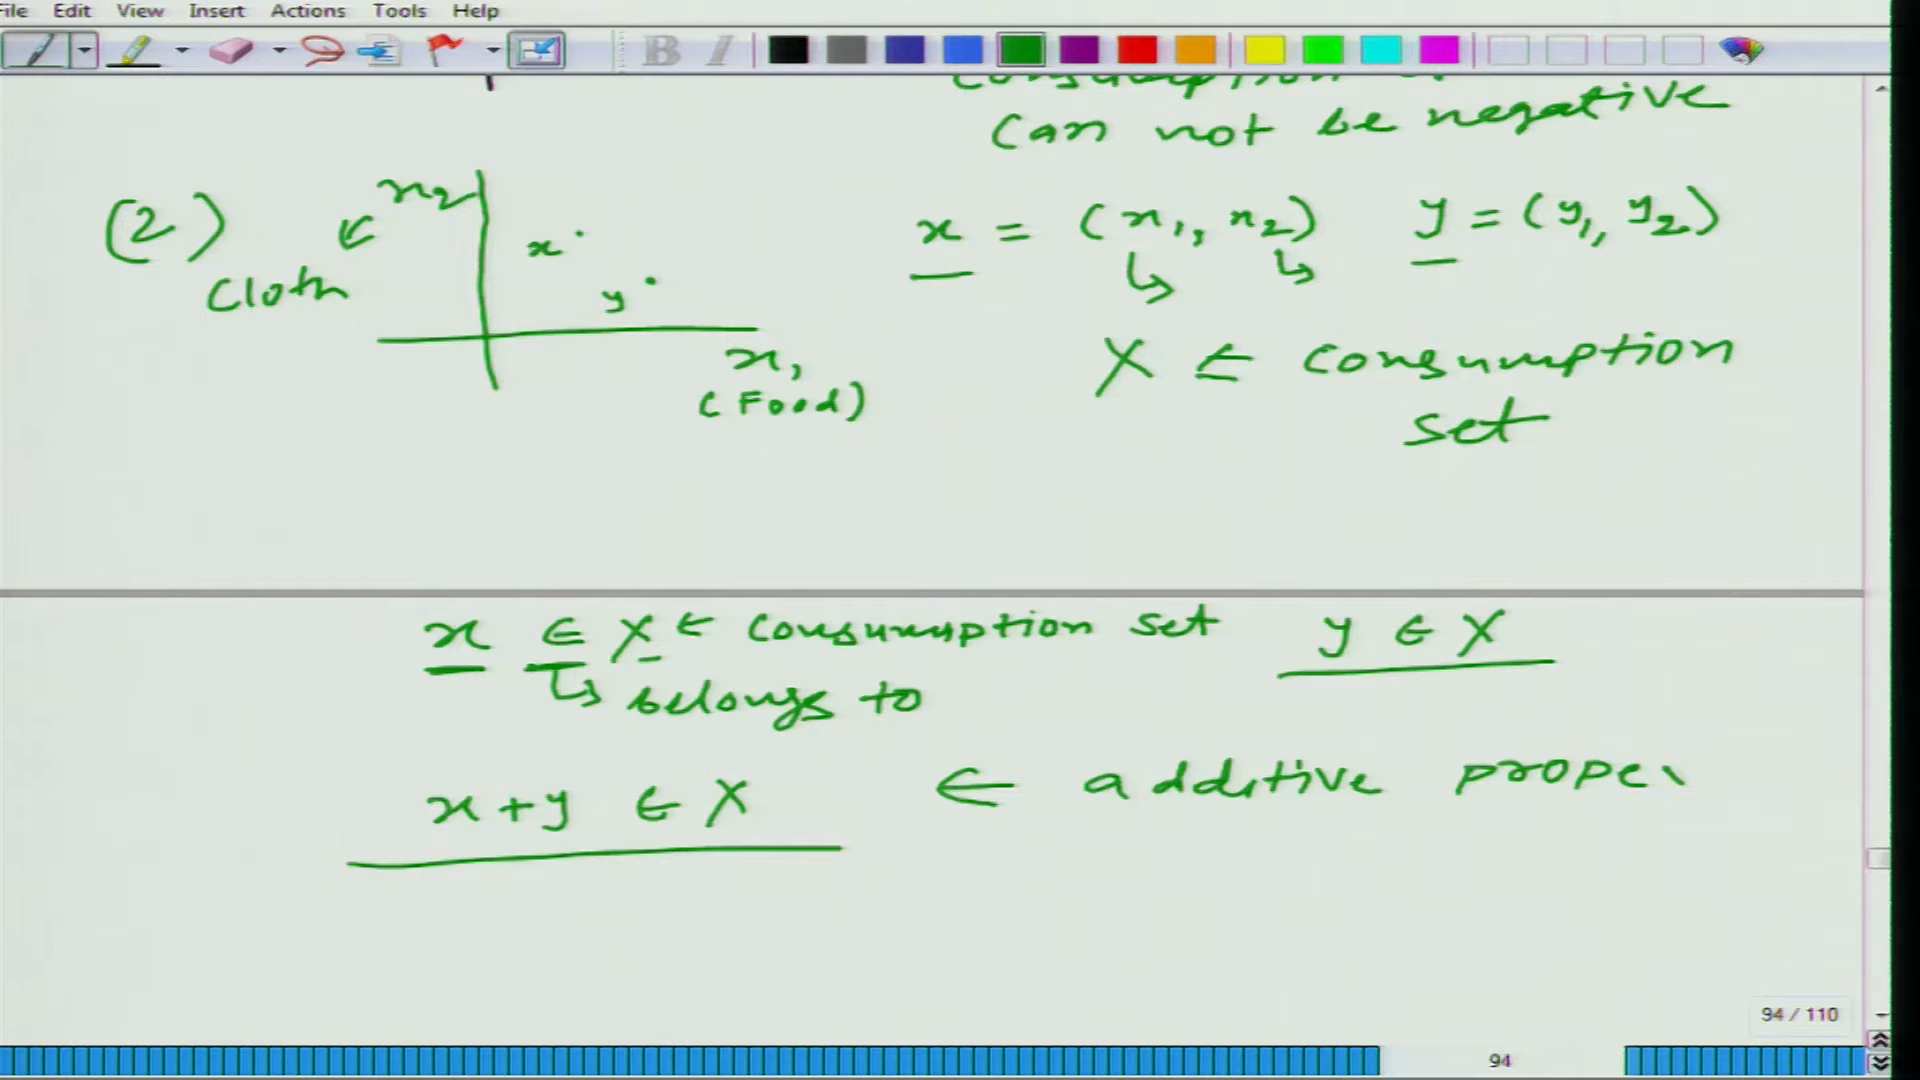 File Edit View Insert Actions Tools Help
B I
Consumption
Can not be negative
(2)
x2
Cloth
x
y
x1
(Food)
x = (x1, x2) y = (y1, y2)
X ← Consumption
set
x ∈ X ← Consumption set y ∈ X
↳ belongs to
x+y ∈ X ← additive proper
94 / 110
94